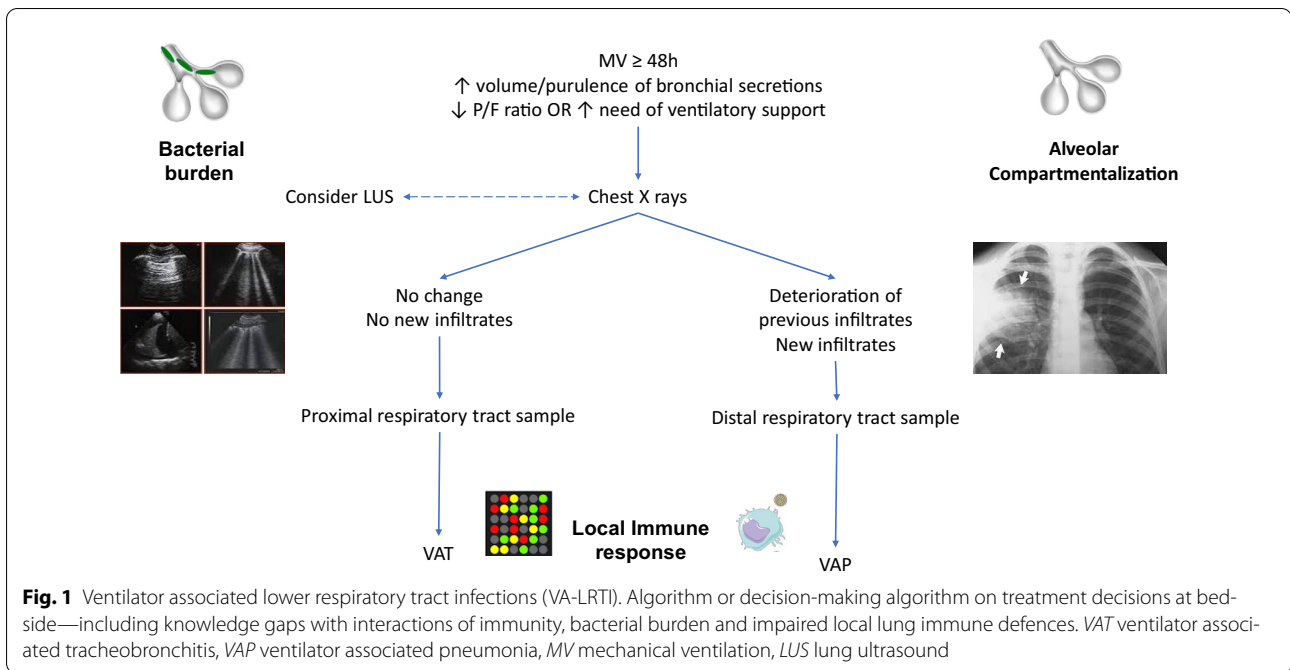 MV ≥ 48h
↑ volume/purulence of bronchial secretions
↓ P/F ratio OR ↑ need of ventilatory support
Bacterial
burden
Alveolar
Compartmentalization
Consider LUS
Chest X rays
No change
No new infiltrates
Deterioration of
previous infiltrates
New infiltrates
Proximal respiratory tract sample
Distal respiratory tract sample
Local Immune
response
VAT
VAP
Fig. 1 Ventilator associated lower respiratory tract infections (VA-LRTI). Algorithm or decision-making algorithm on treatment decisions at bed-
side—including knowledge gaps with interactions of immunity, bacterial burden and impaired local lung immune defences. VAT ventilator associ-
ated tracheobronchitis, VAP ventilator associated pneumonia, MV mechanical ventilation, LUS lung ultrasound